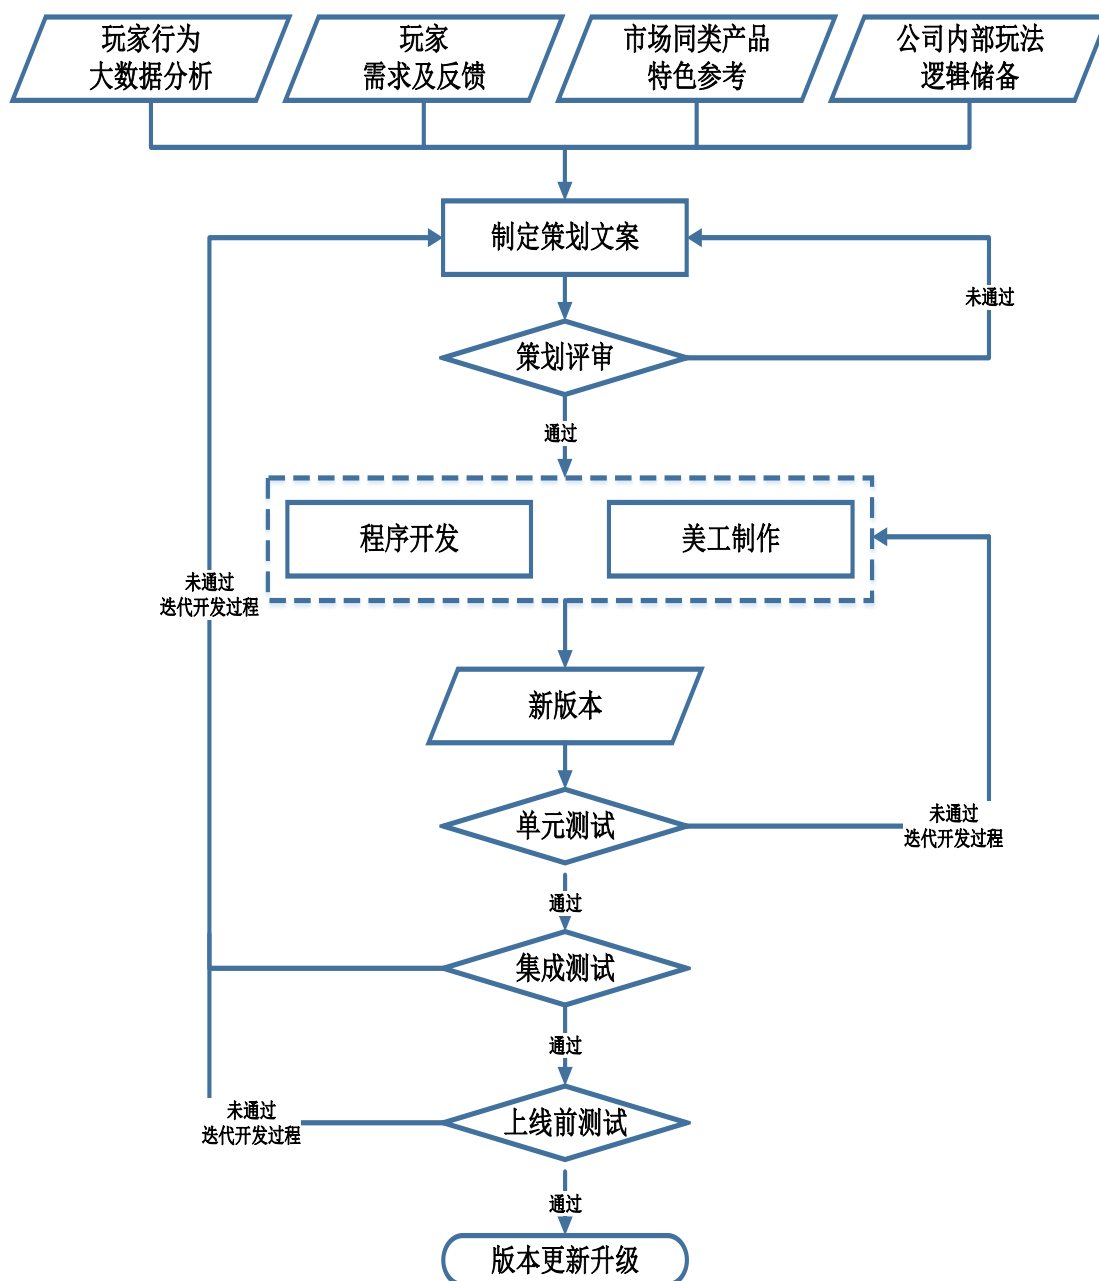 玩家行为
大数据分析
玩家
需求及反馈
市场同类产品
特色参考
公司内部玩法
逻辑储备
制定策划文案
未通过
策划评审
通过
程序开发
美工制作
未通过
迭代开发过程
新版本
单元测试
未通过
迭代开发过程
通过
集成测试
通过
未通过
迭代开发过程
上线前测试
通过
版本更新升级